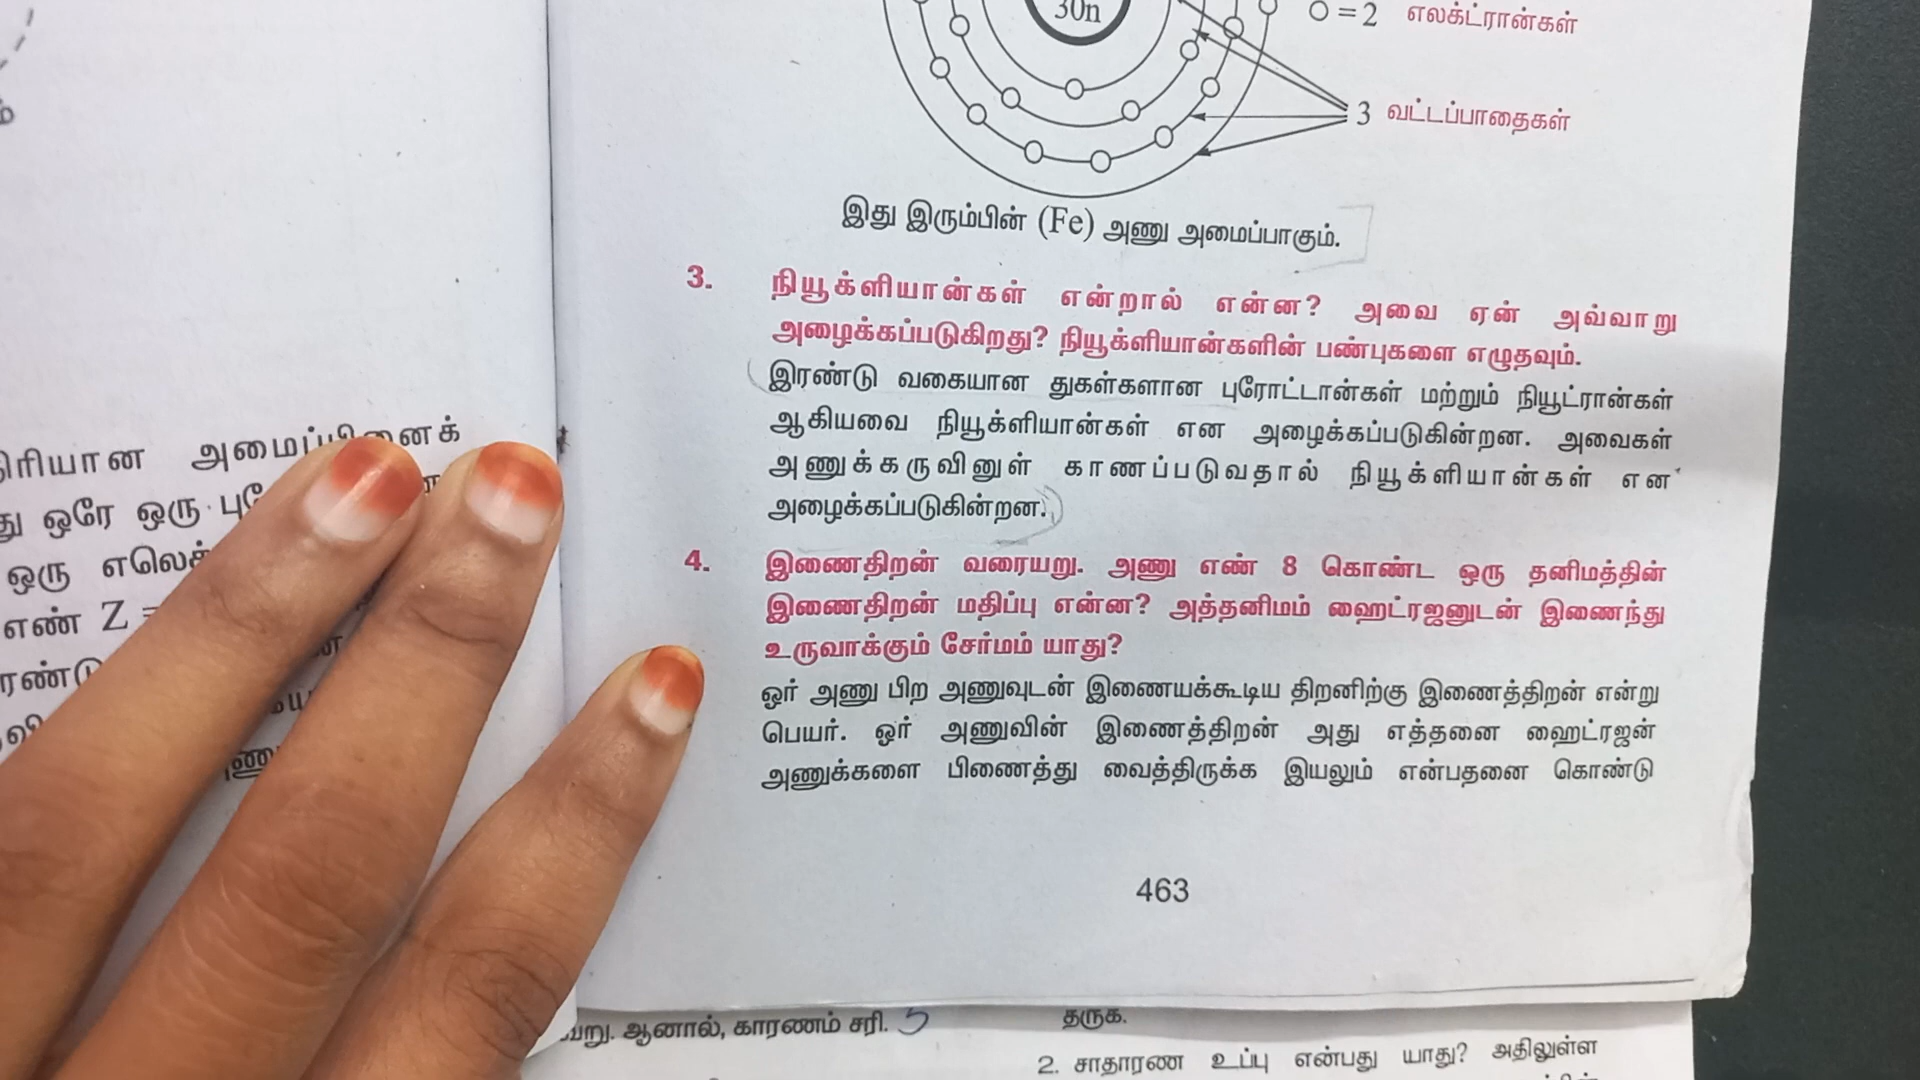 ிரியான அமைப்பினைக்
து ஒரே ஒரு
ஒரு
எண் Z =
30n
= 2 எலக்ட்ரான்கள்
3 வட்டப்பாதைகள்
இது இரும்பின் (Fe) அணு அமைப்பாகும்.
3. நியூக்ளியான்கள் என்றால் என்ன? அவை ஏன் அவ்வாறு
அழைக்கப்படுகிறது? நியூக்ளியான்களின் பண்புகளை எழுதவும்.
இரண்டு வகையான துகள்களான புரோட்டான்கள் மற்றும் நியூட்ரான்கள்
ஆகியவை நியூக்ளியான்கள் என அழைக்கப்படுகின்றன. அவைகள்
அணுக்கருவினுள் காணப்படுவதால் நியூக்ளியான்கள் என
அழைக்கப்படுகின்றன.
4. இணைதிறன் வரையறு. அணு எண் 8 கொண்ட ஒரு தனிமத்தின்
இணைதிறன் மதிப்பு என்ன? அத்தனிமம் ஹைட்ரஜனுடன் இணைந்து
உருவாக்கும் சேர்மம் யாது?
ஓர் அணு பிற அணுவுடன் இணையக்கூடிய திறனிற்கு இணைத்திறன் என்று
பெயர். ஓர் அணுவின் இணைத்திறன் அது எத்தனை ஹைட்ரஜன்
அணுக்களை பிணைத்து வைத்திருக்க இயலும் என்பதனை கொண்டு
463
வறு. ஆனால், காரணம் சரி. 5
தருக.
2. சாதாரண உப்பு என்பது யாது? அதிலுள்ள